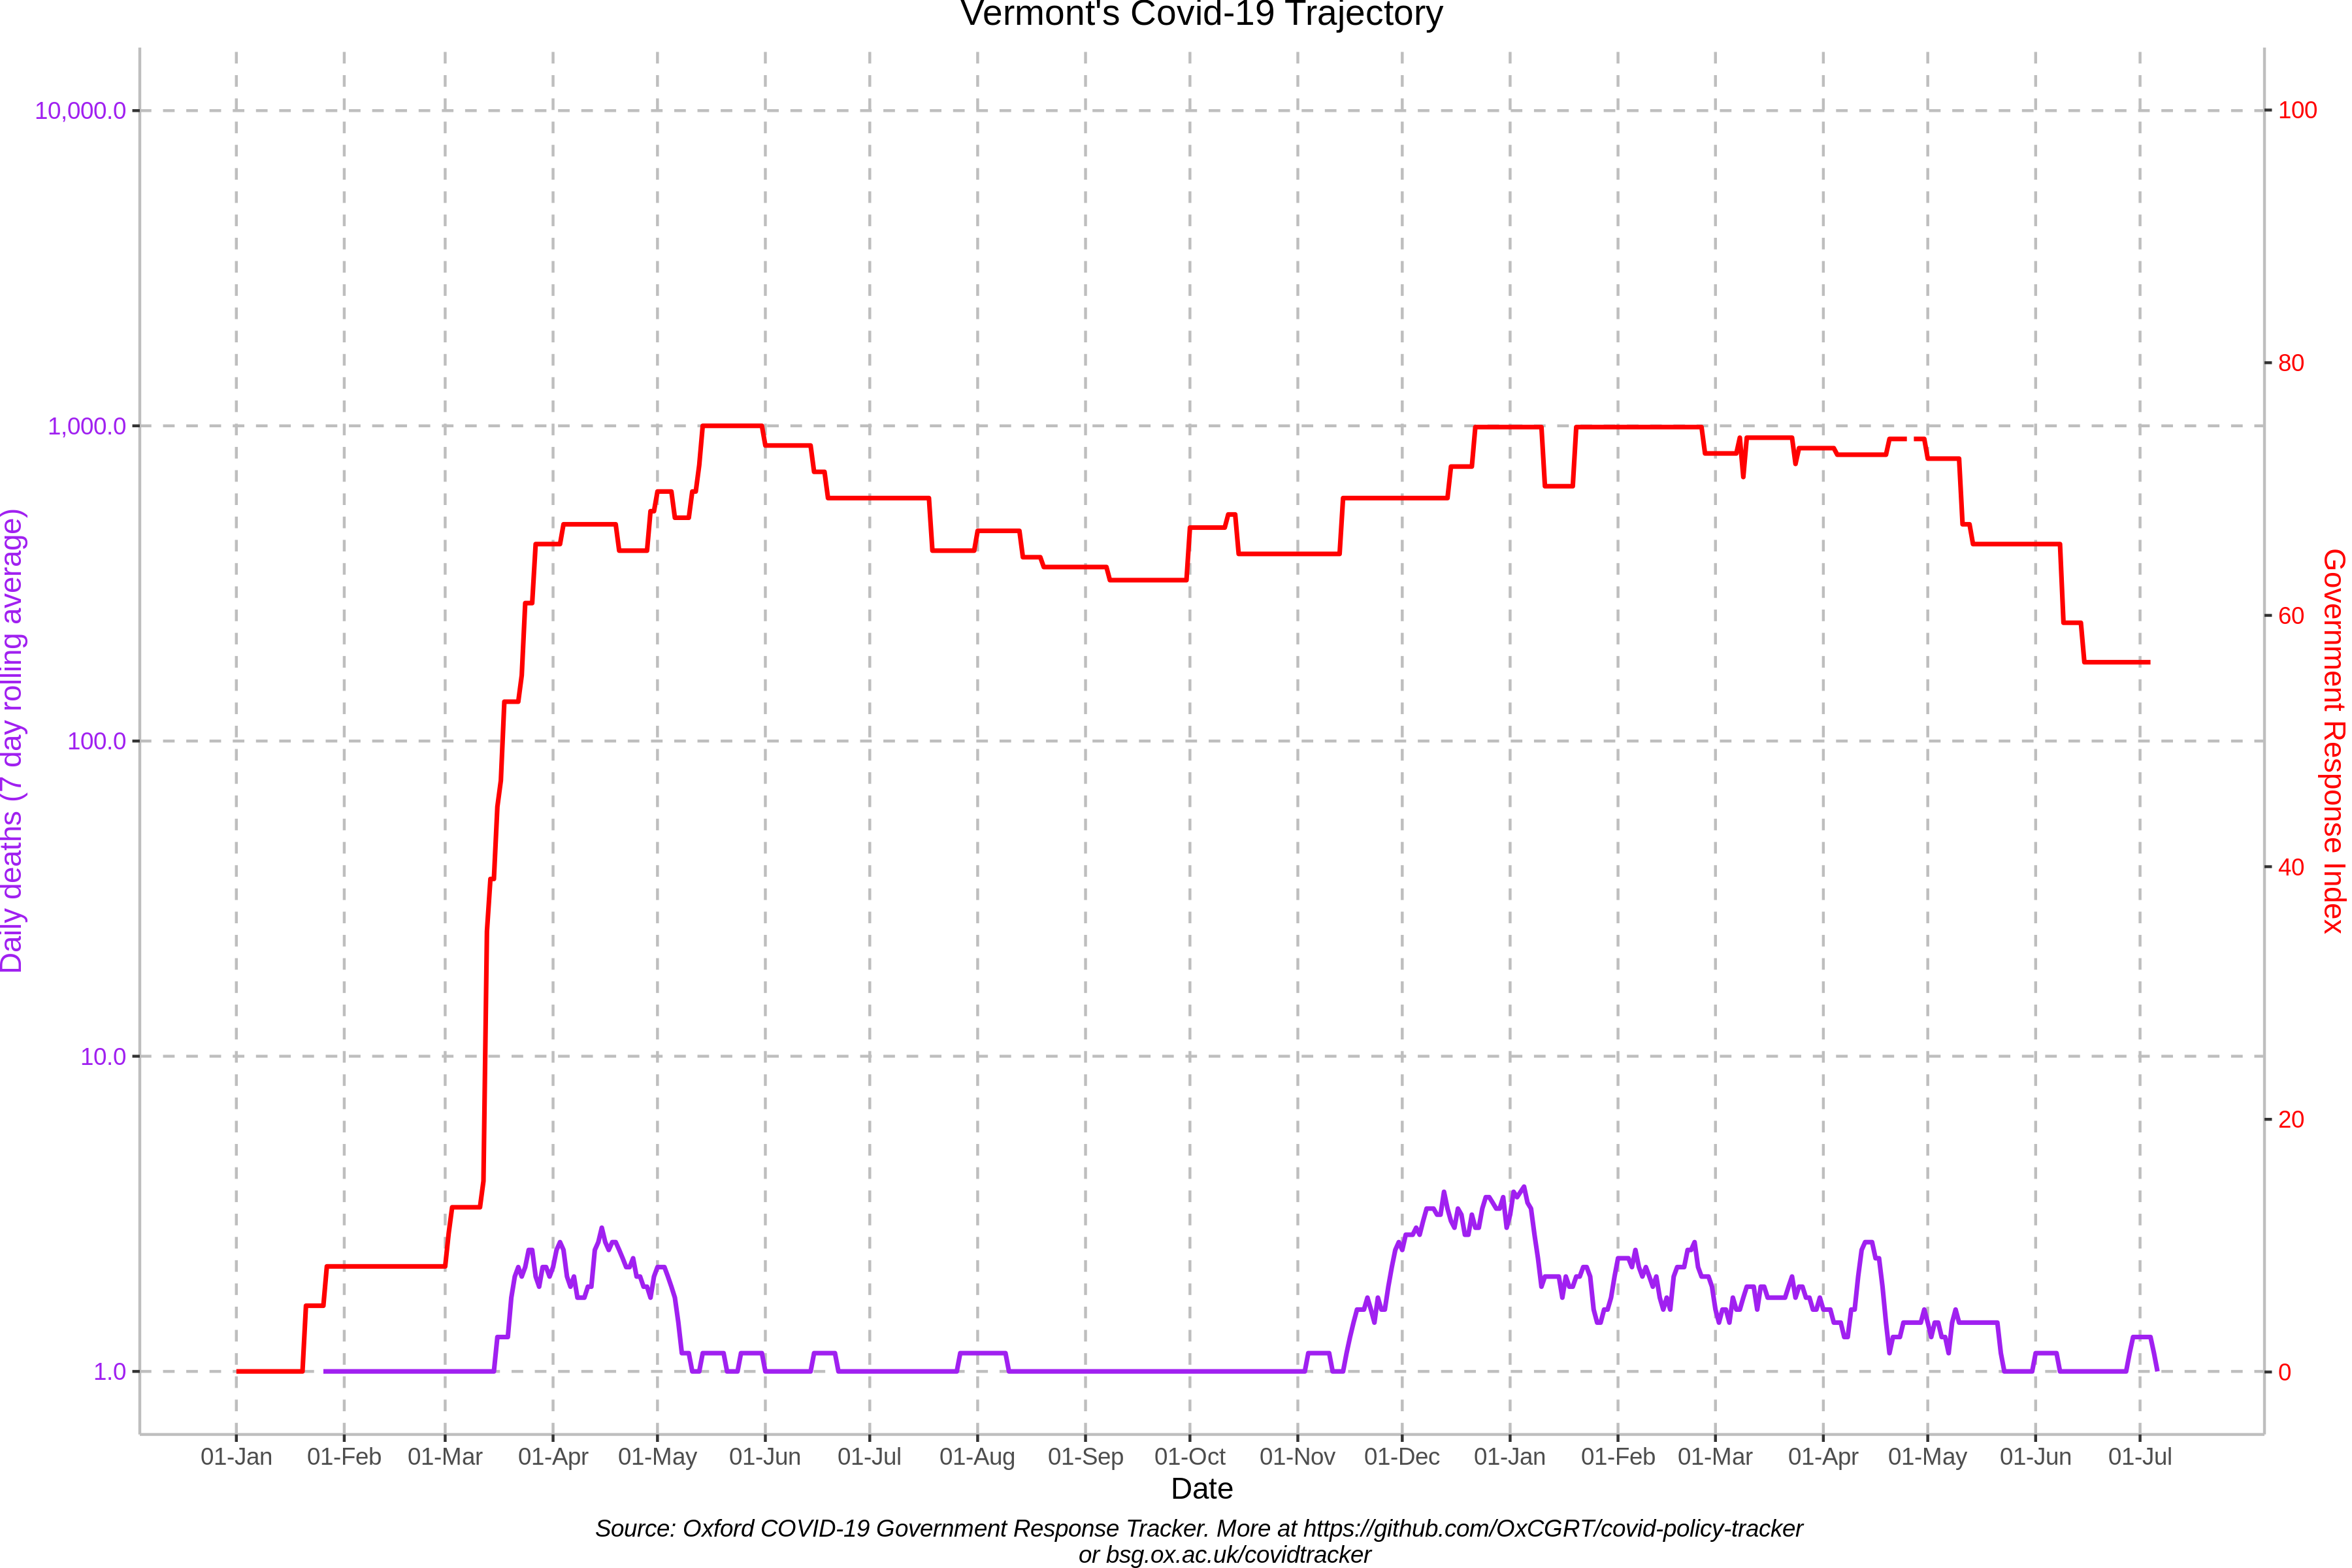 Vermont's Covid-19 Trajectory
10,000.0
1,000.0
100.0
10.0
1.0
Daily deaths (7 day rolling average)
100
80
60
40
20
0
Government Response Index
01-Jan 01-Feb 01-Mar 01-Apr 01-May 01-Jun 01-Jul 01-Aug 01-Sep 01-Oct 01-Nov 01-Dec 01-Jan 01-Feb 01-Mar 01-Apr 01-May 01-Jun 01-Jul
Date
Source: Oxford COVID-19 Government Response Tracker. More at https://github.com/OxCGRT/covid-policy-tracker
or bsg.ox.ac.uk/covidtracker